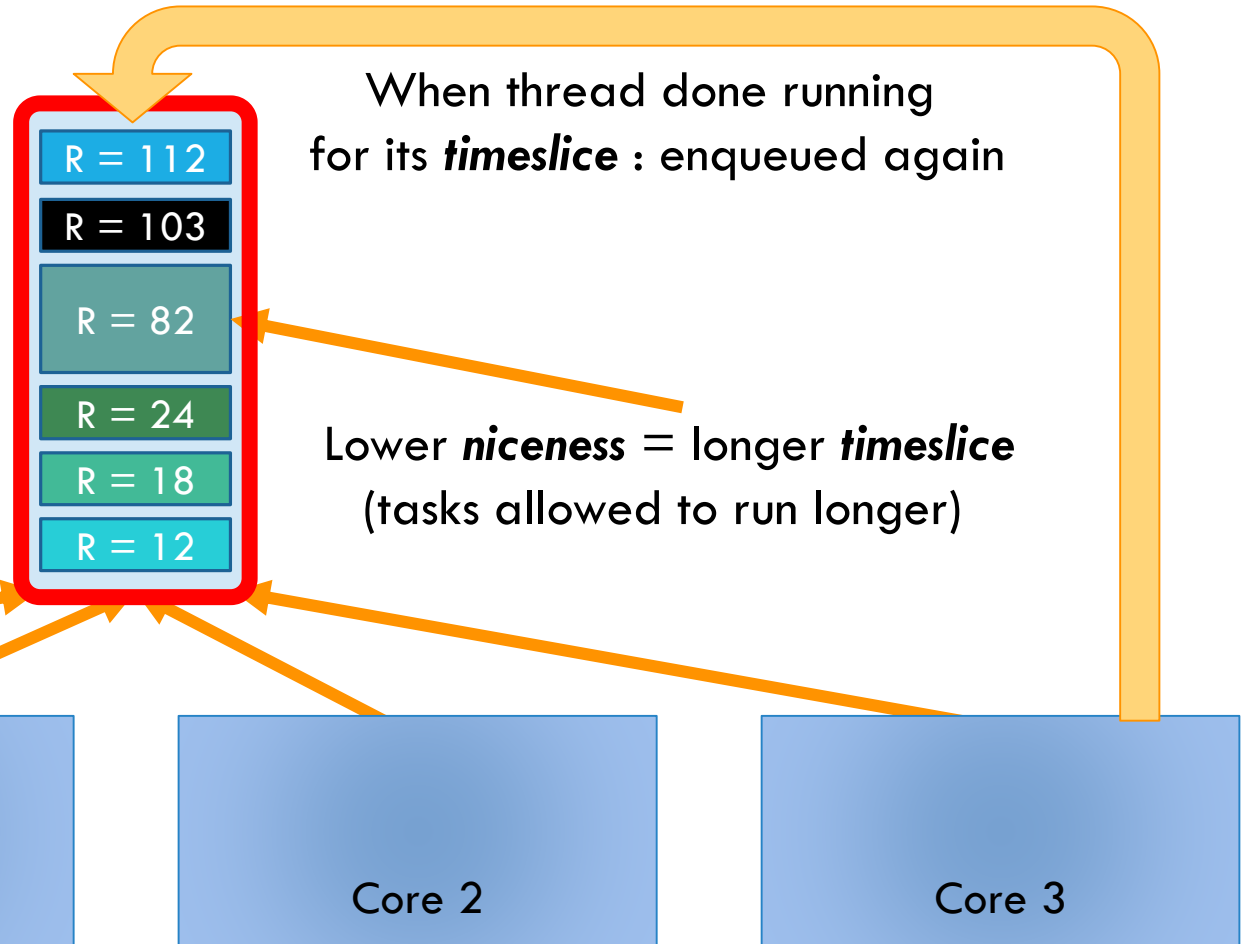 When thread done running
for its timeslice : enqueued again
R = 112
R = 103
R = 82
R = 24
R = 18
R = 12
Lower niceness = longer timeslice
(tasks allowed to run longer)
Core 2
Core 3